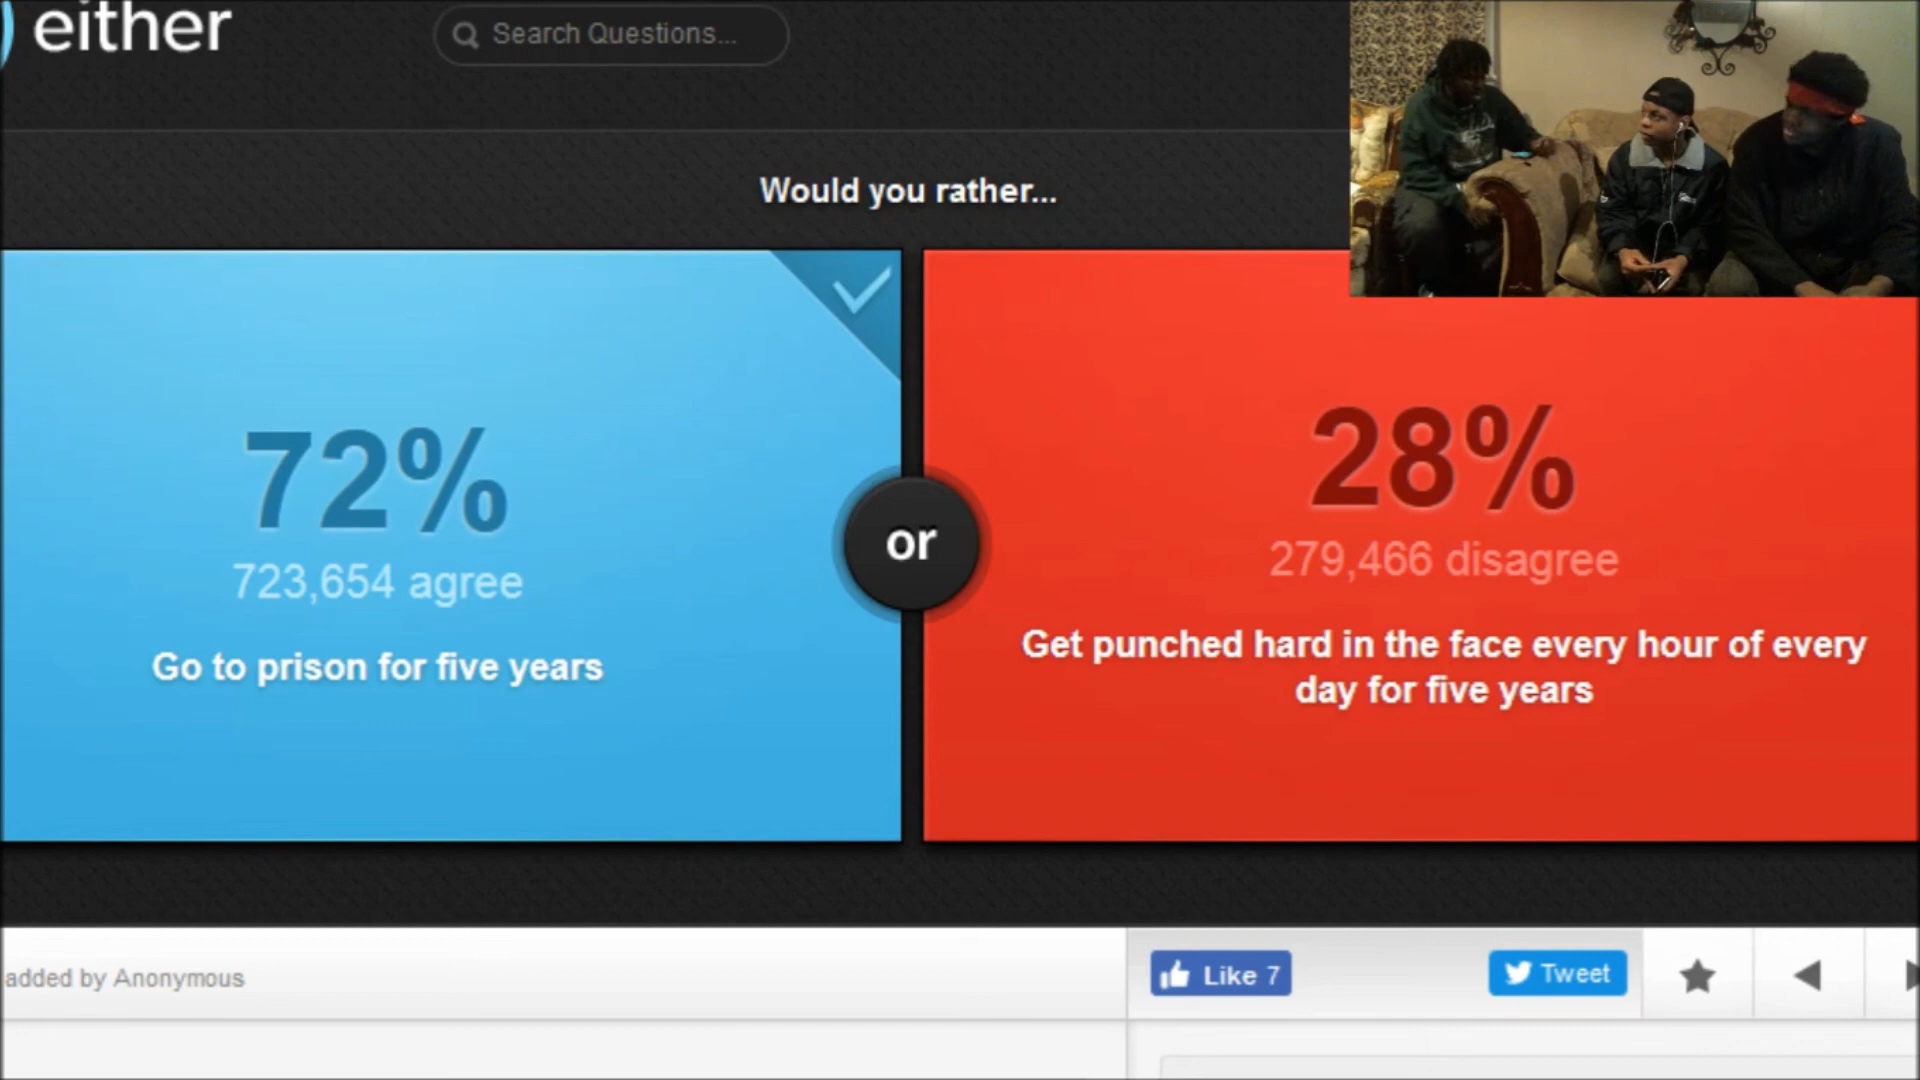 either
Search Questions...
Would you rather...
72%
723,654 agree
Go to prison for five years
or
28%
279,466 disagree
Get punched hard in the face every hour of every
day for five years
added by Anonymous
Like 7
Tweet